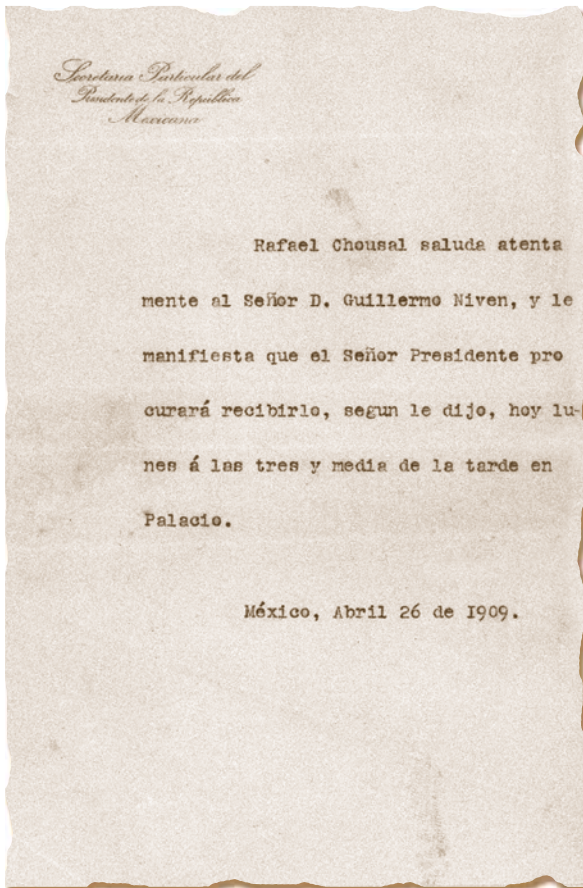 Secretaria Particular del
Presidente de la República
Mexicana
Rafael Chousal saluda atenta
mente al Señor D. Guillermo Niven, y le
manifiesta que el Señor Presidente pro
curará recibirlo, segun le dijo, hoy lu-
nes á las tres y media de la tarde en
Palacio.
México, Abril 26 de 1909.